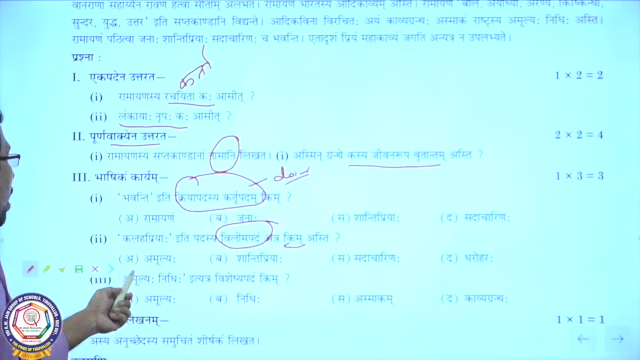 वानराणां साहाय्येन रावणं हत्वा सीताम् अलभत। रामायणं भारतस्य आदिकाव्यम् अस्ति। रामायणे बाल, अयोध्या, अरण्य, किष्किन्धा,
सुन्दर, युद्ध, उत्तर' इति सप्तकाण्डानि विद्यन्ते। आदिकविना विरचितः अयं काव्यग्रन्थः अस्माकं राष्ट्रस्य अमूल्यः निधिः अस्ति।
रामायणं पठित्वा जनाः शान्तिप्रियाः सदाचारिणः च भवन्ति। एतादृशं प्रियं महाकाव्यं जगति अन्यत्र न उपलभ्यते।
प्रश्नाः
I. एकपदेन उत्तरत— 1 × 2 = 2
(i) रामायणस्य रचयिता कः आसीत् ?
(ii) लंकायाः नृपः कः आसीत् ?
II. पूर्णवाक्येन उत्तरत— 2 × 2 = 4
(i) रामायणस्य सप्तकाण्डानां नामानि लिखत। (i) अस्मिन् ग्रन्थे कस्य जीवनरूप वृतान्तम् अस्ति ?
III. भाषिकं कार्यम्— 1 × 3 = 3
(i) 'भवन्ति' इति क्रियापदस्य कर्तृपदम् किम् ?
(अ) रामायणं (ब) जनाः (स) शान्तिप्रियाः (द) सदाचारिणः
(ii) 'कलहप्रियाः' इति पदस्य विलोमपदं अत्र किम् अस्ति ?
(अ) अमूल्यः (ब) शान्तिप्रियाः (स) सदाचारिणः (द) धरोहरः
(iii) अमूल्यः निधिः' इत्यत्र विशेष्यपदं किम् ?
अमूल्यः (ब) निधिः (स) अस्माकम् (द) काव्यग्रन्थः
लेखनम्— 1 × 1 = 1
अस्य अनुच्छेदस्य समुचितं शीर्षकं लिखत।